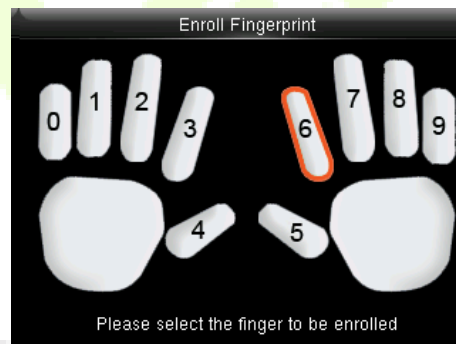 Enroll Fingerprint
0 1 2 3 6 7 8 9
4 5
Please select the finger to be enrolled